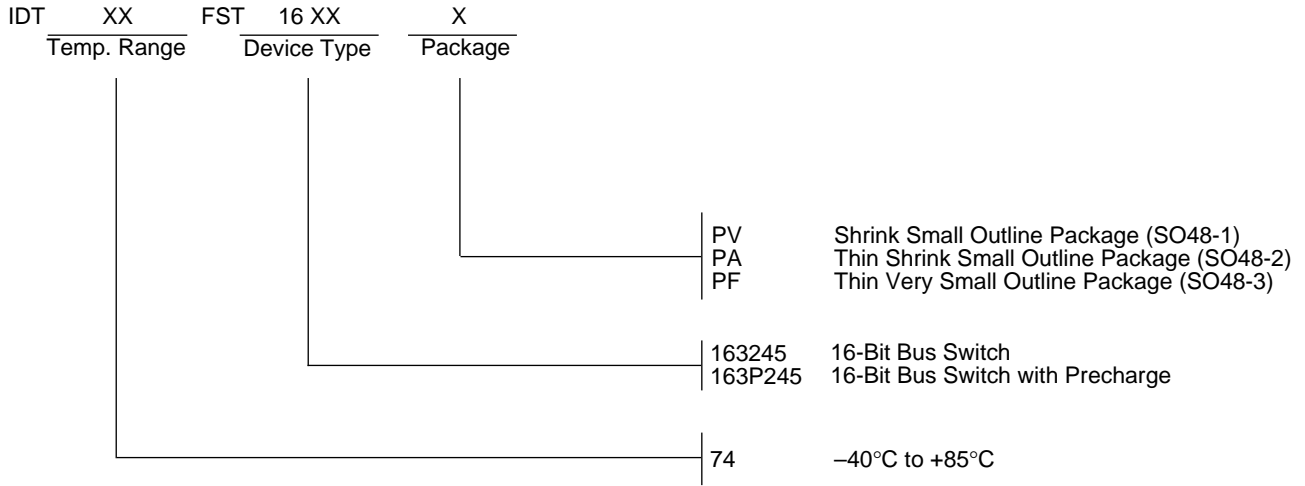 IDT XX FST 16 XX X
Temp. Range Device Type Package
PV Shrink Small Outline Package (SO48-1)
PA Thin Shrink Small Outline Package (SO48-2)
PF Thin Very Small Outline Package (SO48-3)
163245 16-Bit Bus Switch
163P245 16-Bit Bus Switch with Precharge
74 –40°C to +85°C